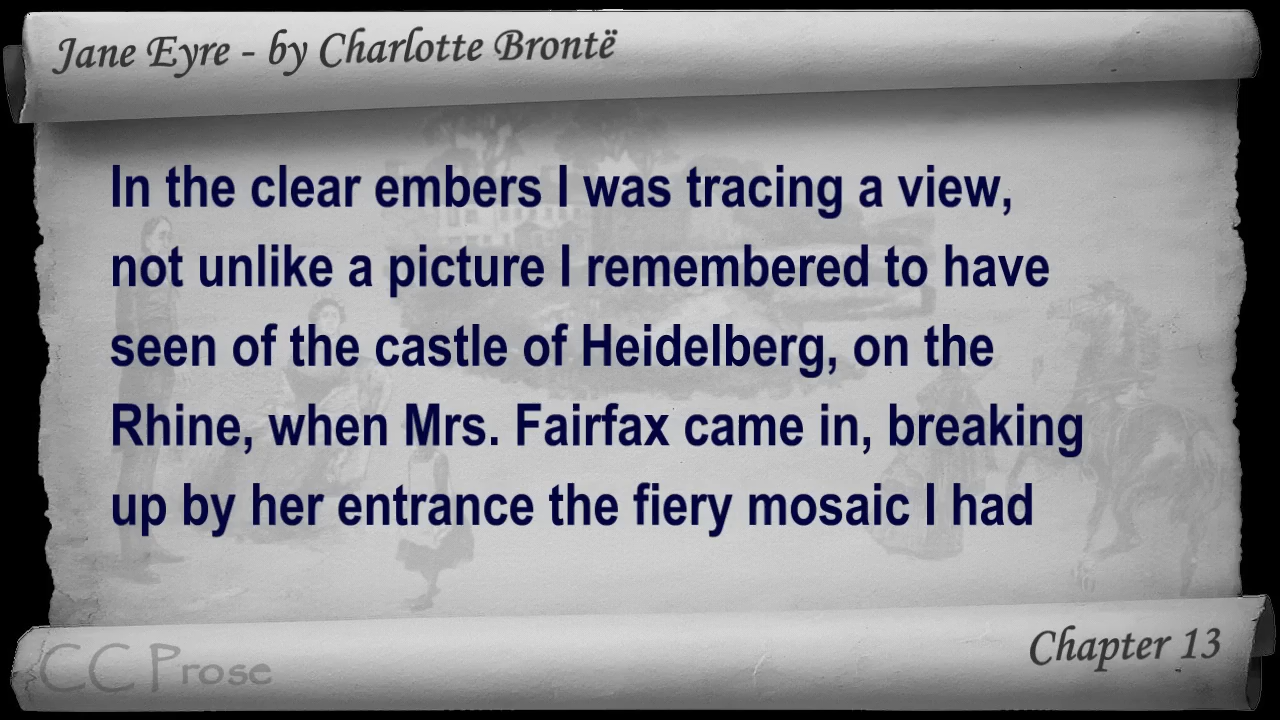 Jane Eyre - by Charlotte Brontë
In the clear embers I was tracing a view,
not unlike a picture I remembered to have
seen of the castle of Heidelberg, on the
Rhine, when Mrs. Fairfax came in, breaking
up by her entrance the fiery mosaic I had
Chapter 13
CC Prose